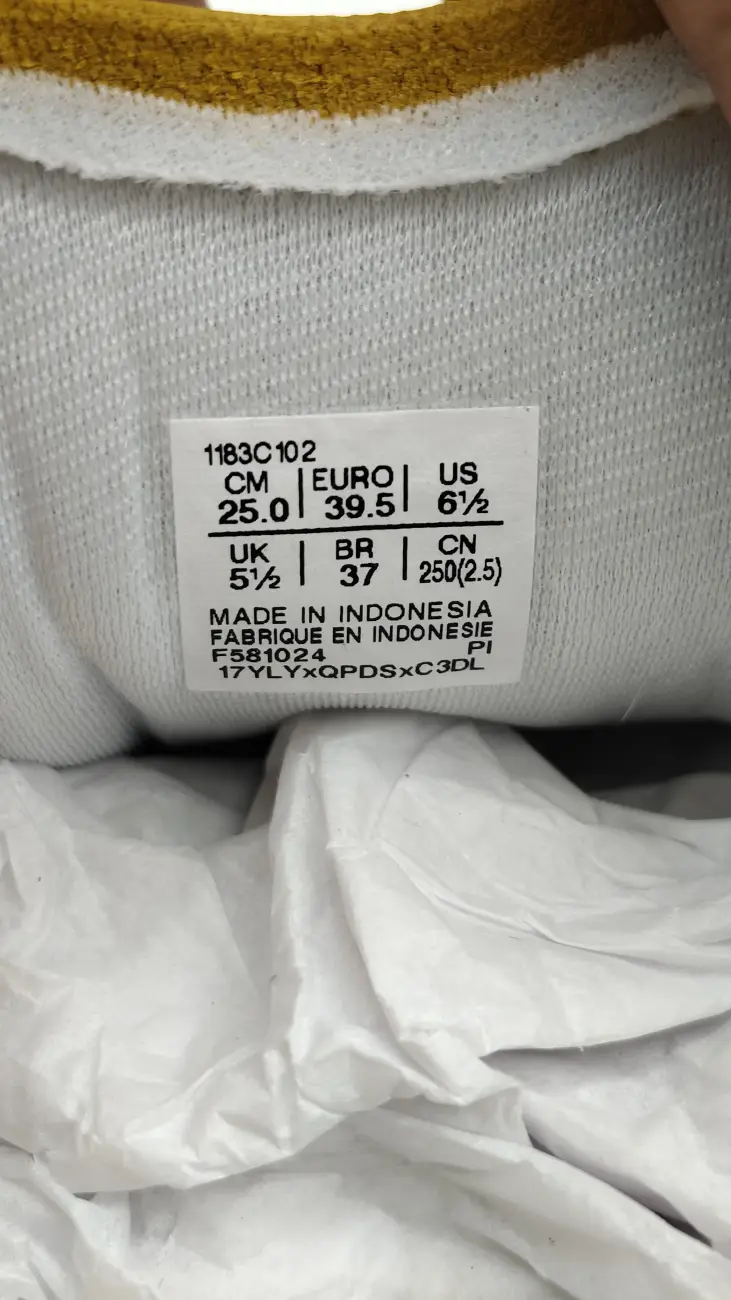 1183C102
CM | EURO | US
25.0 | 39.5 | 6½
UK | BR | CN
5½ | 37 | 250(2.5)
MADE IN INDONESIA
FABRIQUE EN INDONESIE
F581024 PI
17YLYxQPDSxC3DL